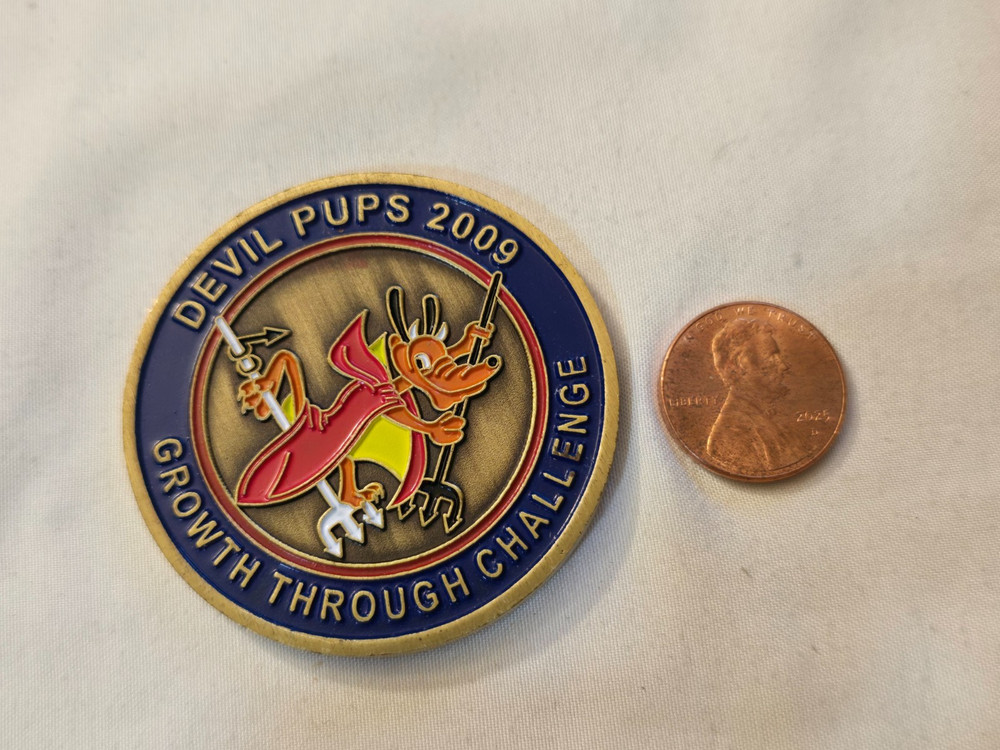 DEVIL PUPS 2009
GROWTH THROUGH CHALLENGE
IN GOD WE TRUST
LIBERTY
2025
D